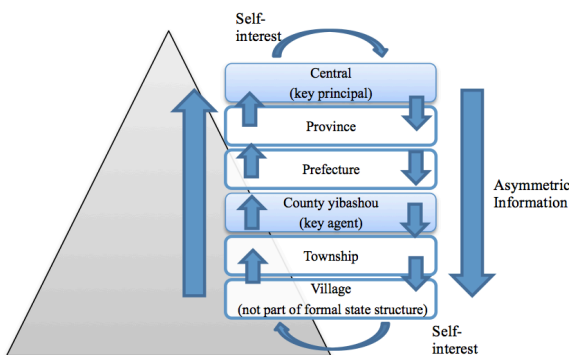 Self-
interest
Central
(key principal)
Province
Prefecture
County yibashou
(key agent)
Township
Village
(not part of formal state structure)
Asymmetric
Information
Self-
interest